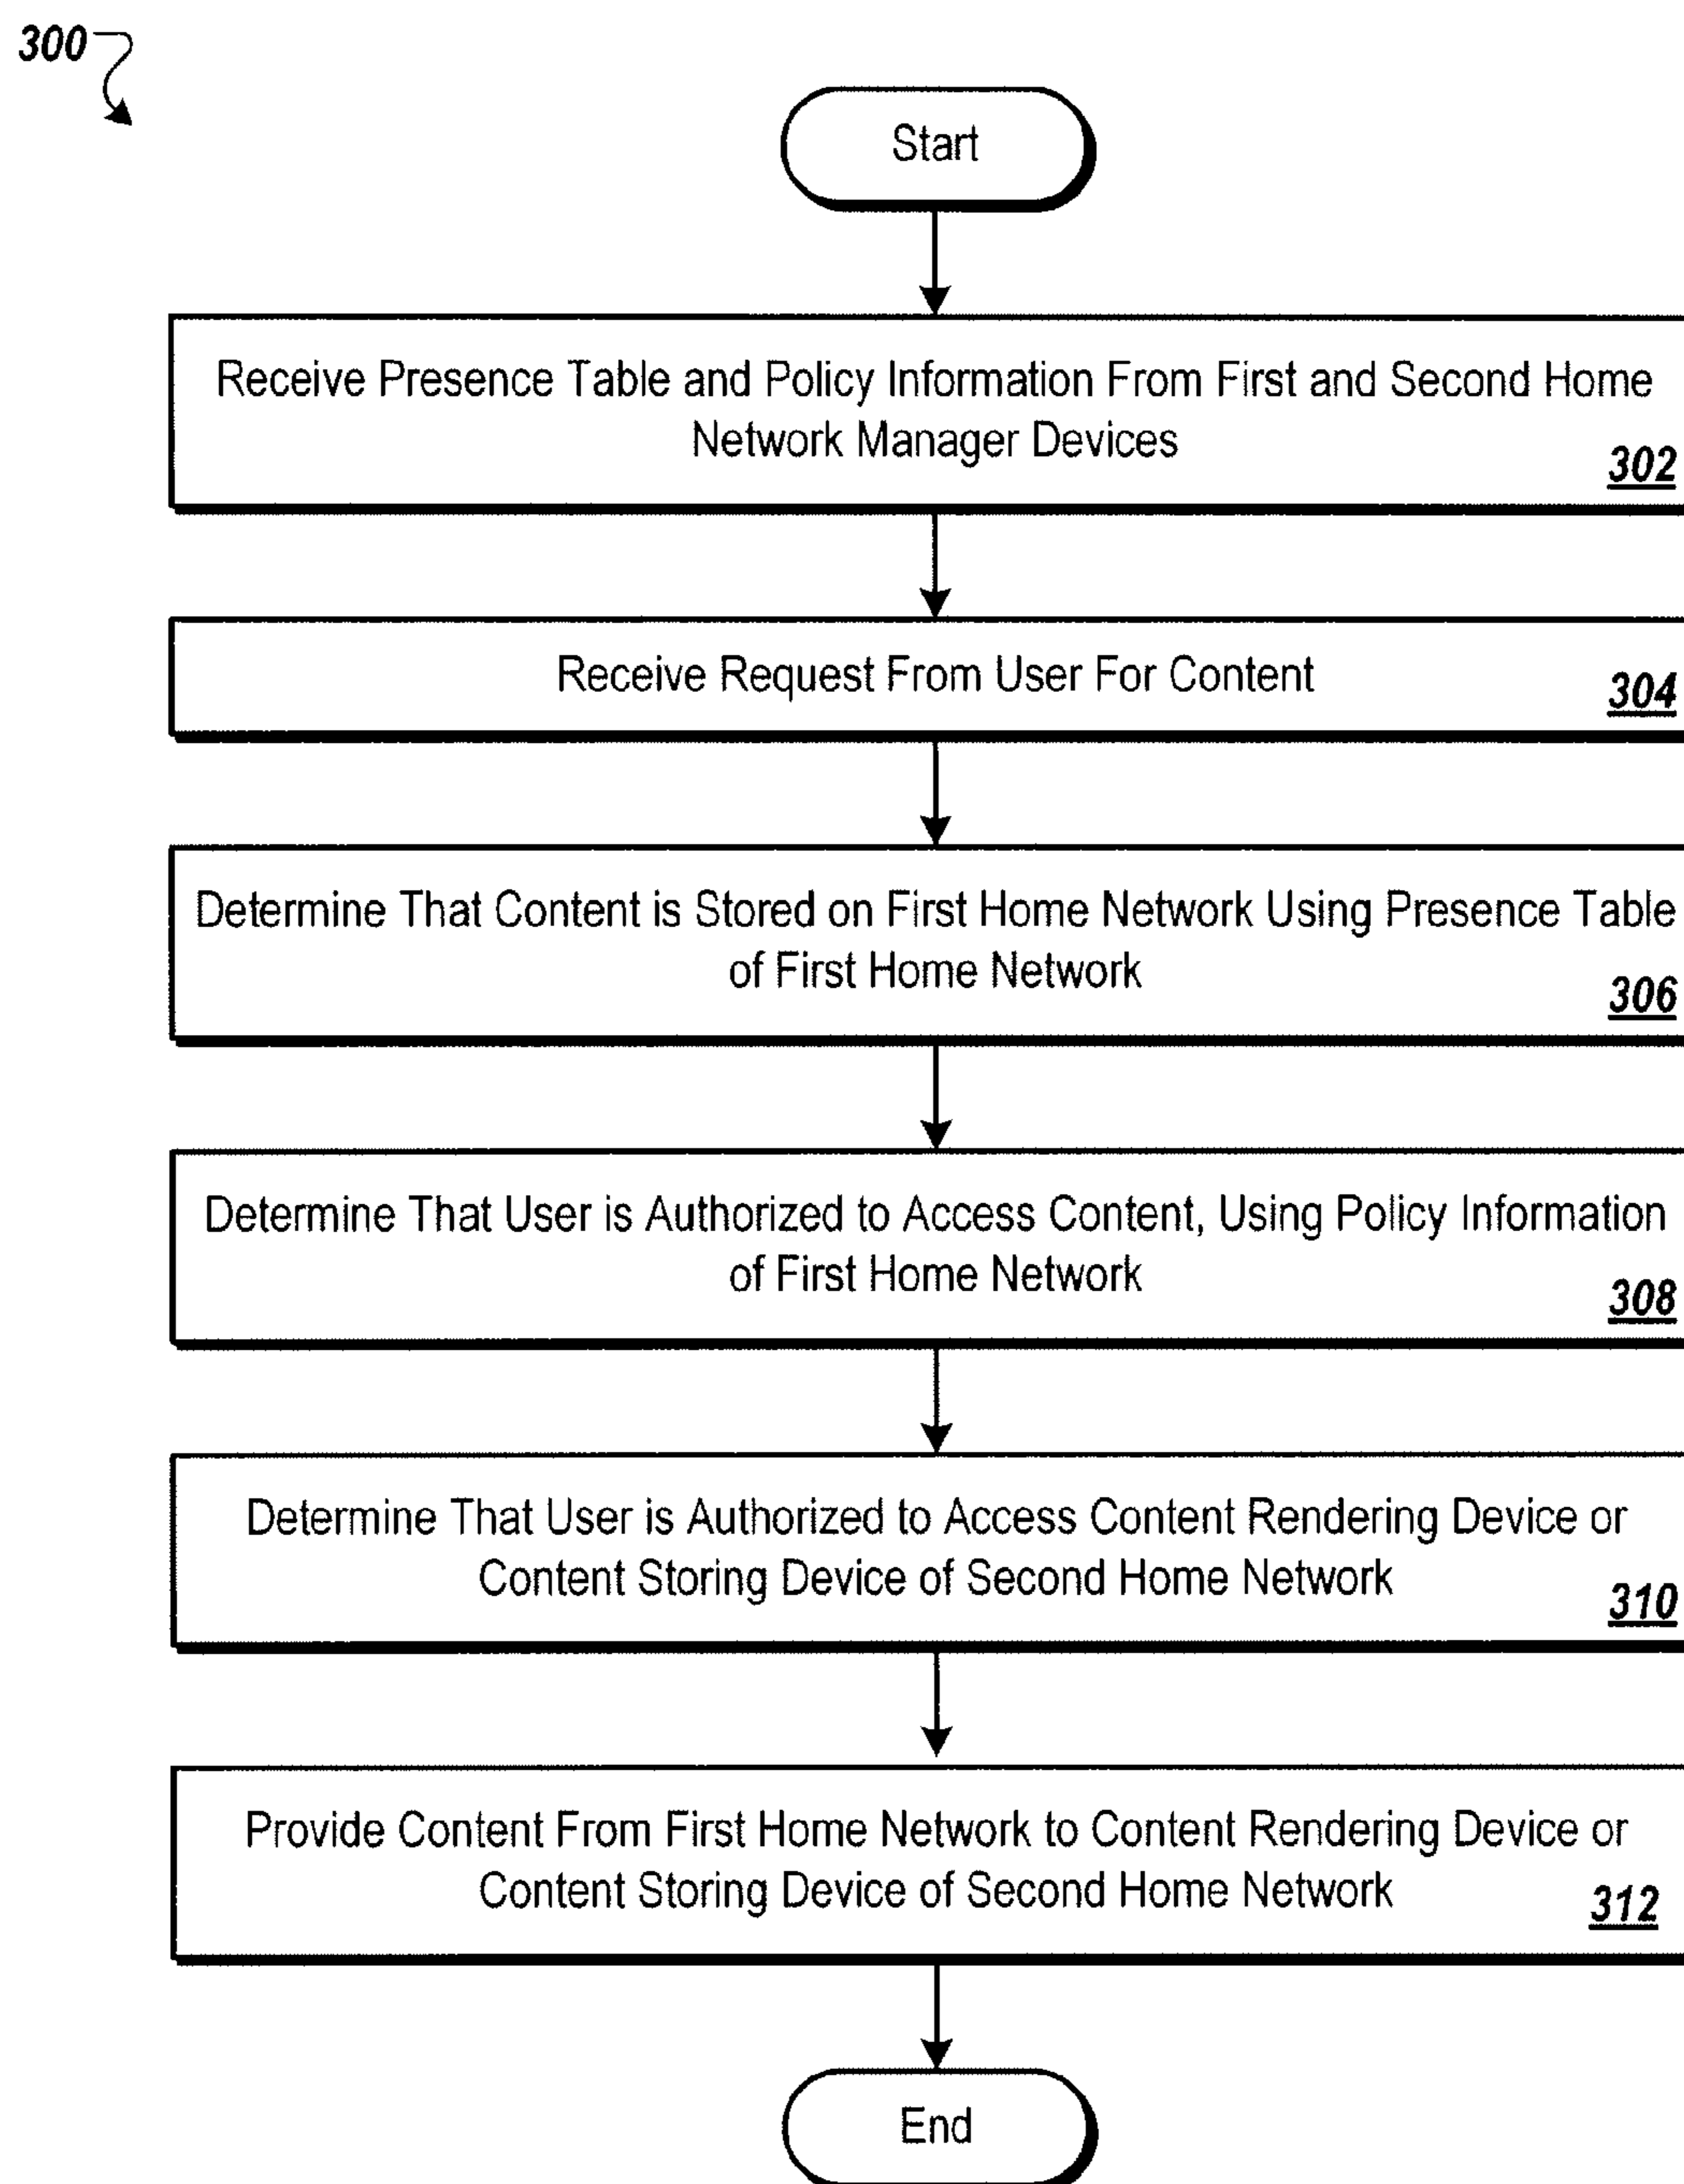 300
Start
Receive Presence Table and Policy Information From First and Second Home
Network Manager Devices
302
Receive Request From User For Content
304
Determine That Content is Stored on First Home Network Using Presence Table
of First Home Network
306
Determine That User is Authorized to Access Content, Using Policy Information
of First Home Network
308
Determine That User is Authorized to Access Content Rendering Device or
Content Storing Device of Second Home Network
310
Provide Content From First Home Network to Content Rendering Device or
Content Storing Device of Second Home Network
312
End